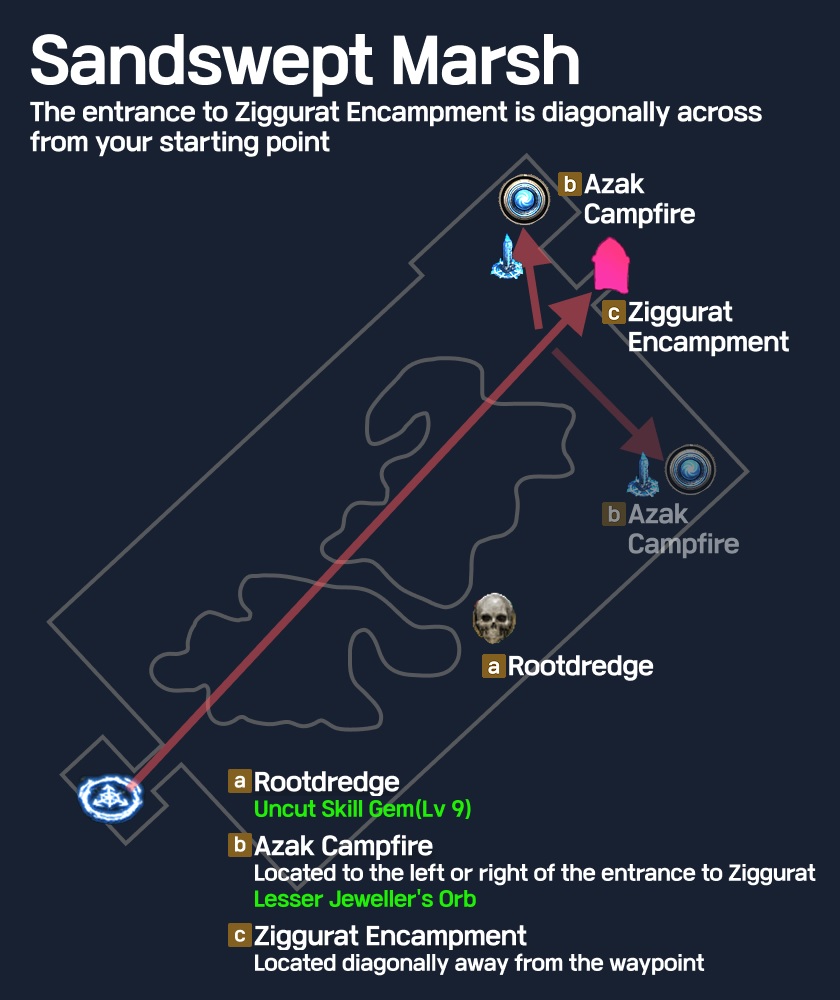 Sandswept Marsh
The entrance to Ziggurat Encampment is diagonally across
from your starting point
b Azak
Campfire
c Ziggurat
Encampment
b Azak
Campfire
a Rootdredge
a Rootdredge
Uncut Skill Gem(Lv 9)
b Azak Campfire
Located to the left or right of the entrance to Ziggurat
Lesser Jeweller's Orb
c Ziggurat Encampment
Located diagonally away from the waypoint